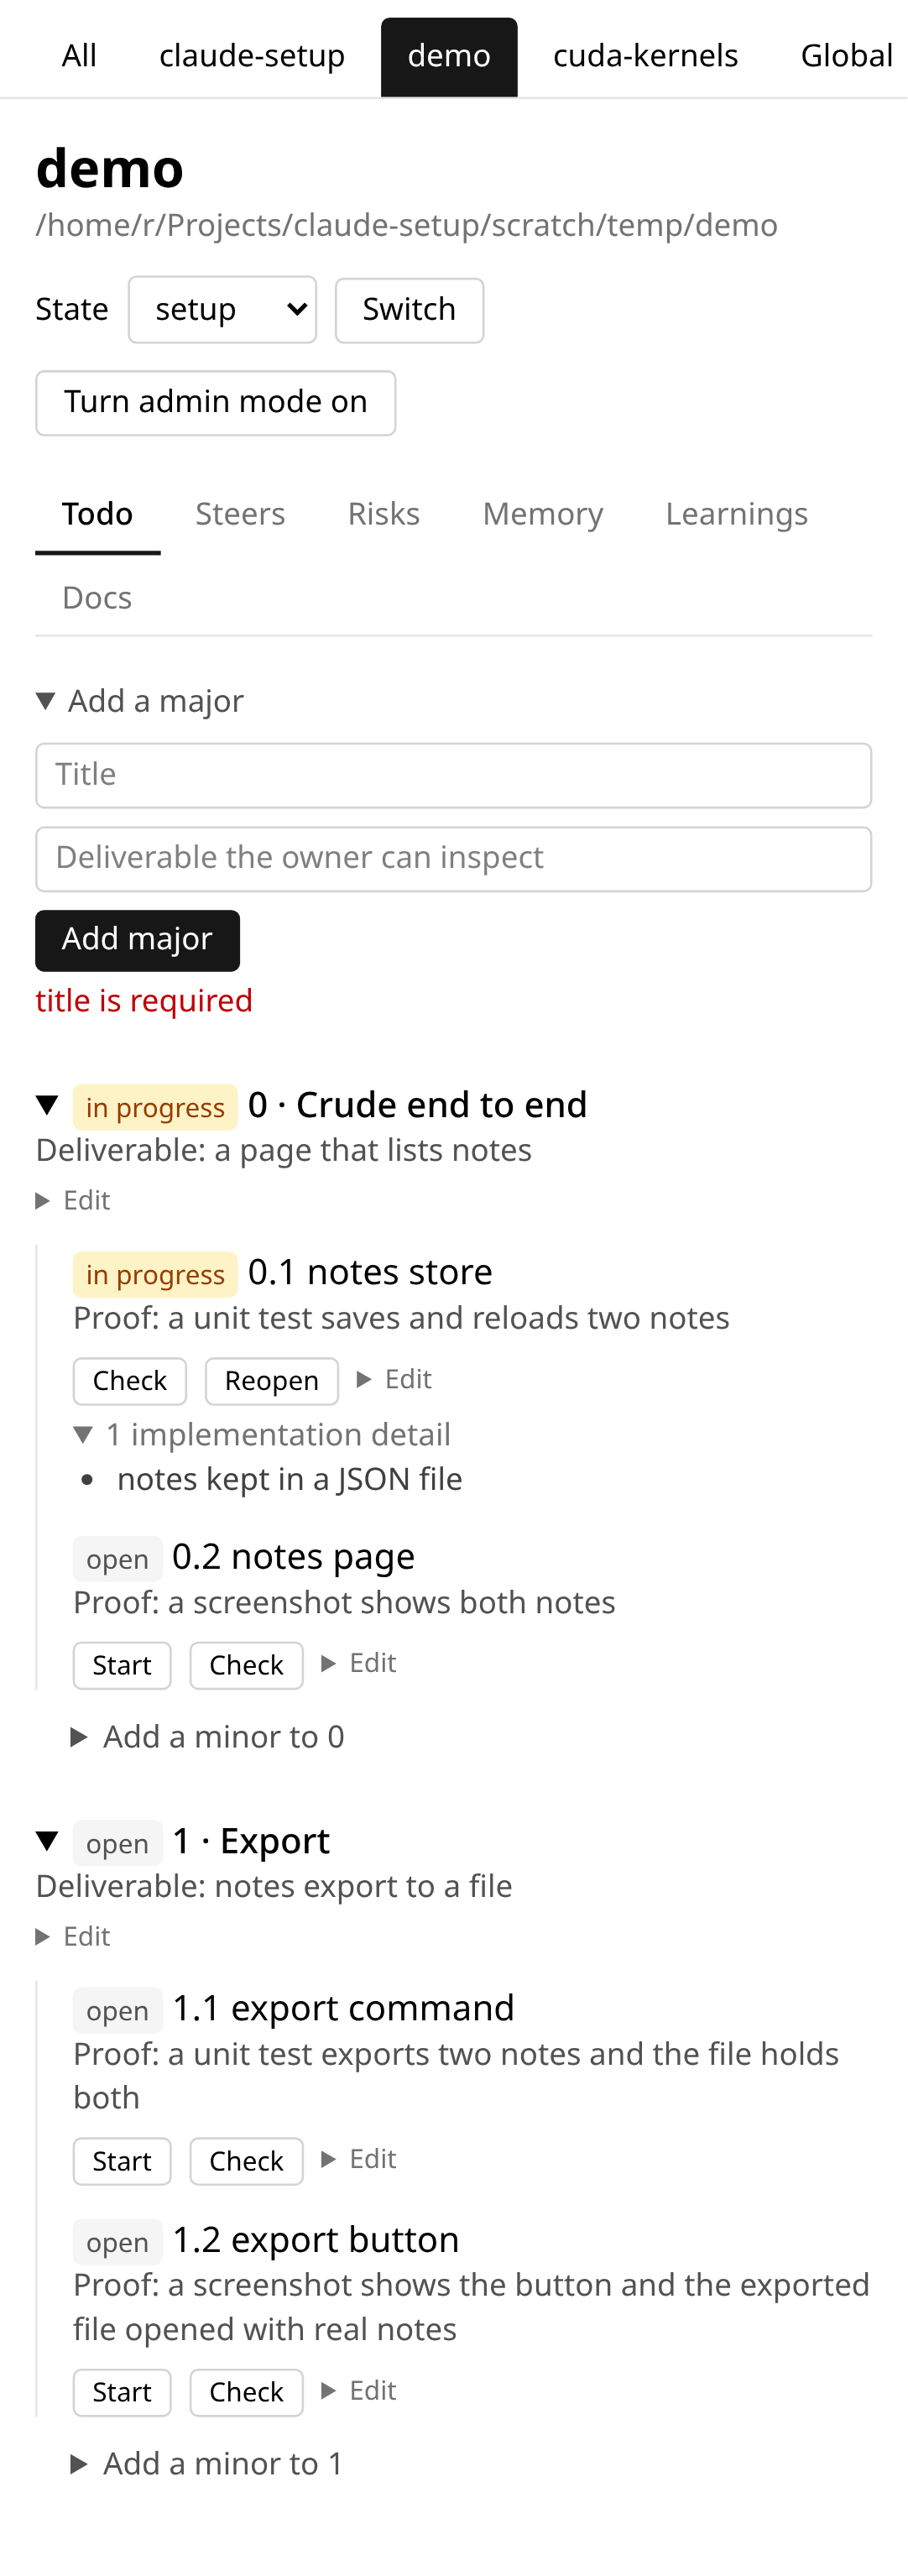 All claude-setup demo cuda-kernels Global
demo
/home/r/Projects/claude-setup/scratch/temp/demo
State setup Switch
Turn admin mode on
Todo Steers Risks Memory Learnings
Docs
Add a major
Title
Deliverable the owner can inspect
Add major
title is required
in progress 0 · Crude end to end
Deliverable: a page that lists notes
Edit
in progress 0.1 notes store
Proof: a unit test saves and reloads two notes
Check Reopen Edit
1 implementation detail
• notes kept in a JSON file
open 0.2 notes page
Proof: a screenshot shows both notes
Start Check Edit
Add a minor to 0
open 1 · Export
Deliverable: notes export to a file
Edit
open 1.1 export command
Proof: a unit test exports two notes and the file holds
both
Start Check Edit
open 1.2 export button
Proof: a screenshot shows the button and the exported
file opened with real notes
Start Check Edit
Add a minor to 1